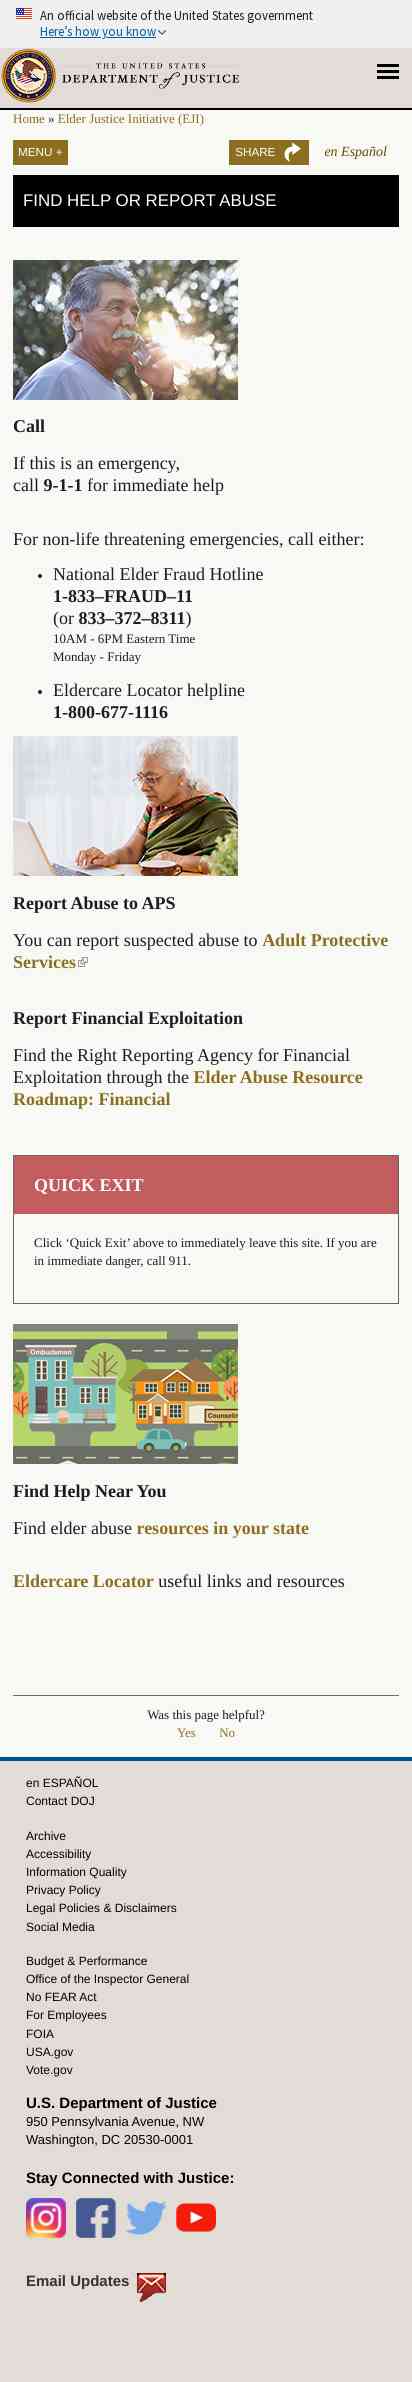 An official website of the United States government
Here's how you know
THE UNITED STATES
DEPARTMENT of JUSTICE
Home » Elder Justice Initiative (EJI)
MENU +
SHARE
en Español
FIND HELP OR REPORT ABUSE
Call
If this is an emergency,
call 9-1-1 for immediate help
For non-life threatening emergencies, call either:
• National Elder Fraud Hotline
1-833–FRAUD–11
(or 833–372–8311)
10AM - 6PM Eastern Time
Monday - Friday
• Eldercare Locator helpline
1-800-677-1116
Report Abuse to APS
You can report suspected abuse to Adult Protective
Services
Report Financial Exploitation
Find the Right Reporting Agency for Financial
Exploitation through the Elder Abuse Resource
Roadmap: Financial
QUICK EXIT
Click ‘Quick Exit’ above to immediately leave this site. If you are
in immediate danger, call 911.
Ombudsman
Counselin
Find Help Near You
Find elder abuse resources in your state
Eldercare Locator useful links and resources
Was this page helpful?
Yes No
en ESPAÑOL
Contact DOJ
Archive
Accessibility
Information Quality
Privacy Policy
Legal Policies & Disclaimers
Social Media
Budget & Performance
Office of the Inspector General
No FEAR Act
For Employees
FOIA
USA.gov
Vote.gov
U.S. Department of Justice
950 Pennsylvania Avenue, NW
Washington, DC 20530-0001
Stay Connected with Justice:
Email Updates